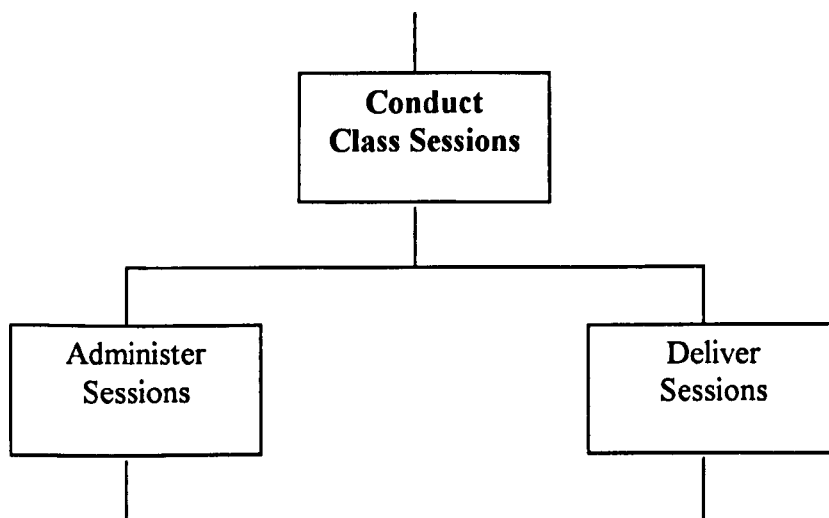 Conduct
Class Sessions
Administer
Sessions
Deliver
Sessions